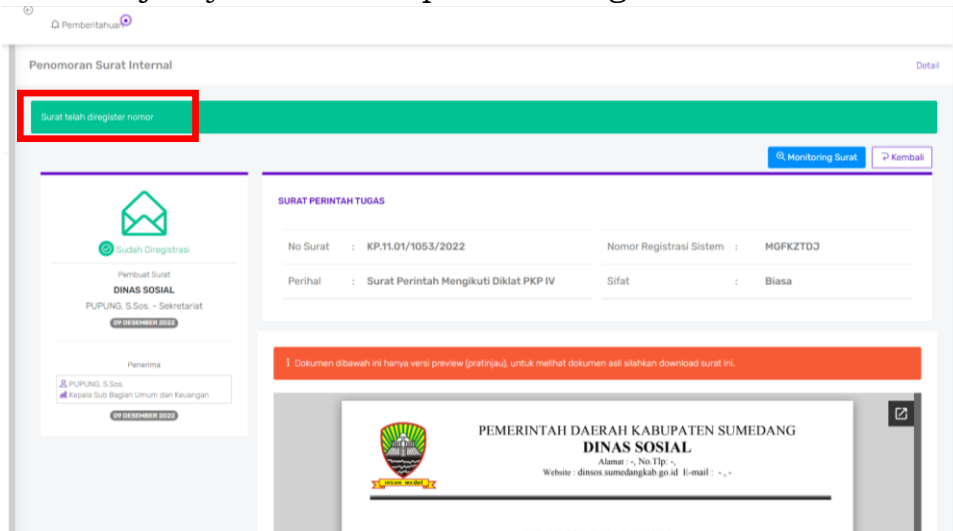 Pemberitahuan
Penomoran Surat Internal
Detail
Surat telah diregister nomor
Monitoring Surat
Kembali
Sudah Diregistrasi
Pembuat Surat
DINAS SOSIAL
PUPUNG, S.Sos. - Sekretariat
09 DESEMBER 2022
Penerima
PUPUNG, S.Sos.
Kepala Sub Bagian Umum dan Keuangan
09 DESEMBER 2022
SURAT PERINTAH TUGAS
No Surat : KP.11.01/1053/2022
Nomor Registrasi Sistem : MGFKZTDJ
Perihal : Surat Perintah Mengikuti Diklat PKP IV
Sifat : Biasa
Dokumen dibawah ini hanya versi preview (pratinjau), untuk melihat dokumen asli silahkan download surat ini.
PEMERINTAH DAERAH KABUPATEN SUMEDANG
DINAS SOSIAL
Alamat : -, No.Tlp: -,
Website : dinsos.sumedangkab.go.id E-mail : - , -